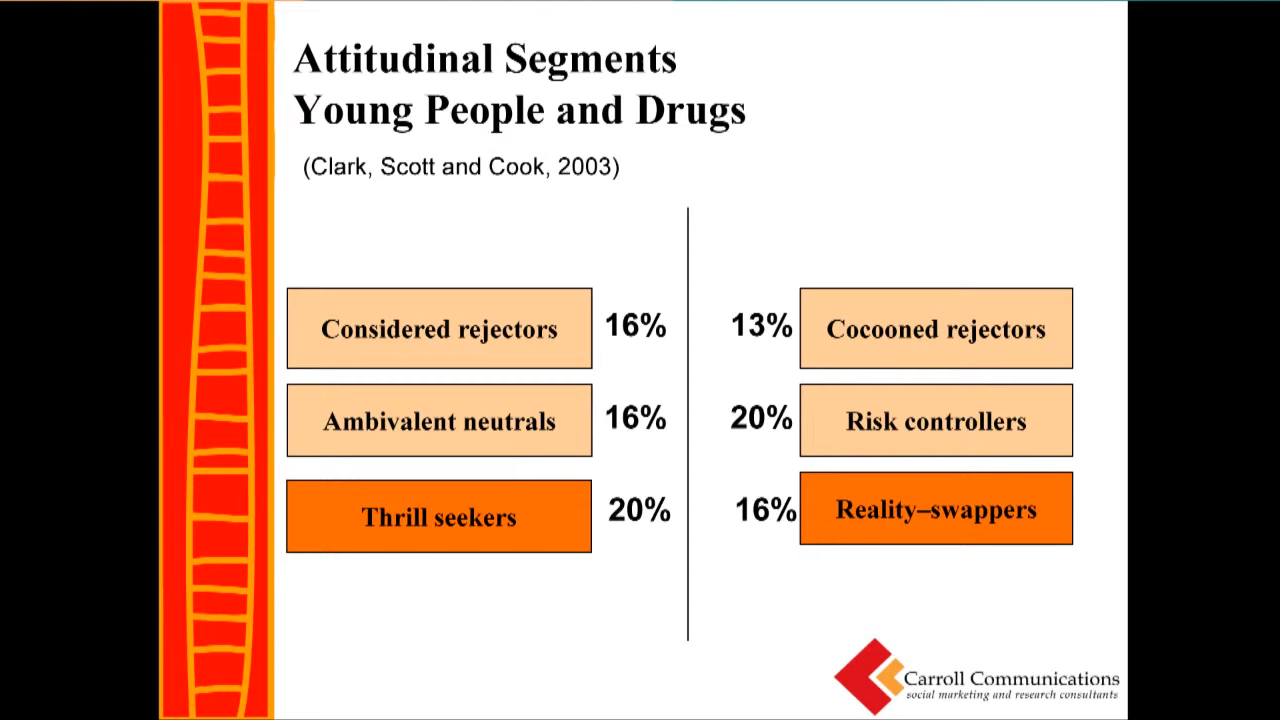 Attitudinal Segments
Young People and Drugs
(Clark, Scott and Cook, 2003)
Considered rejectors 16%
13% Cocooned rejectors
Ambivalent neutrals 16%
20% Risk controllers
Thrill seekers 20%
16% Reality–swappers
Carroll Communications
social marketing and research consultants